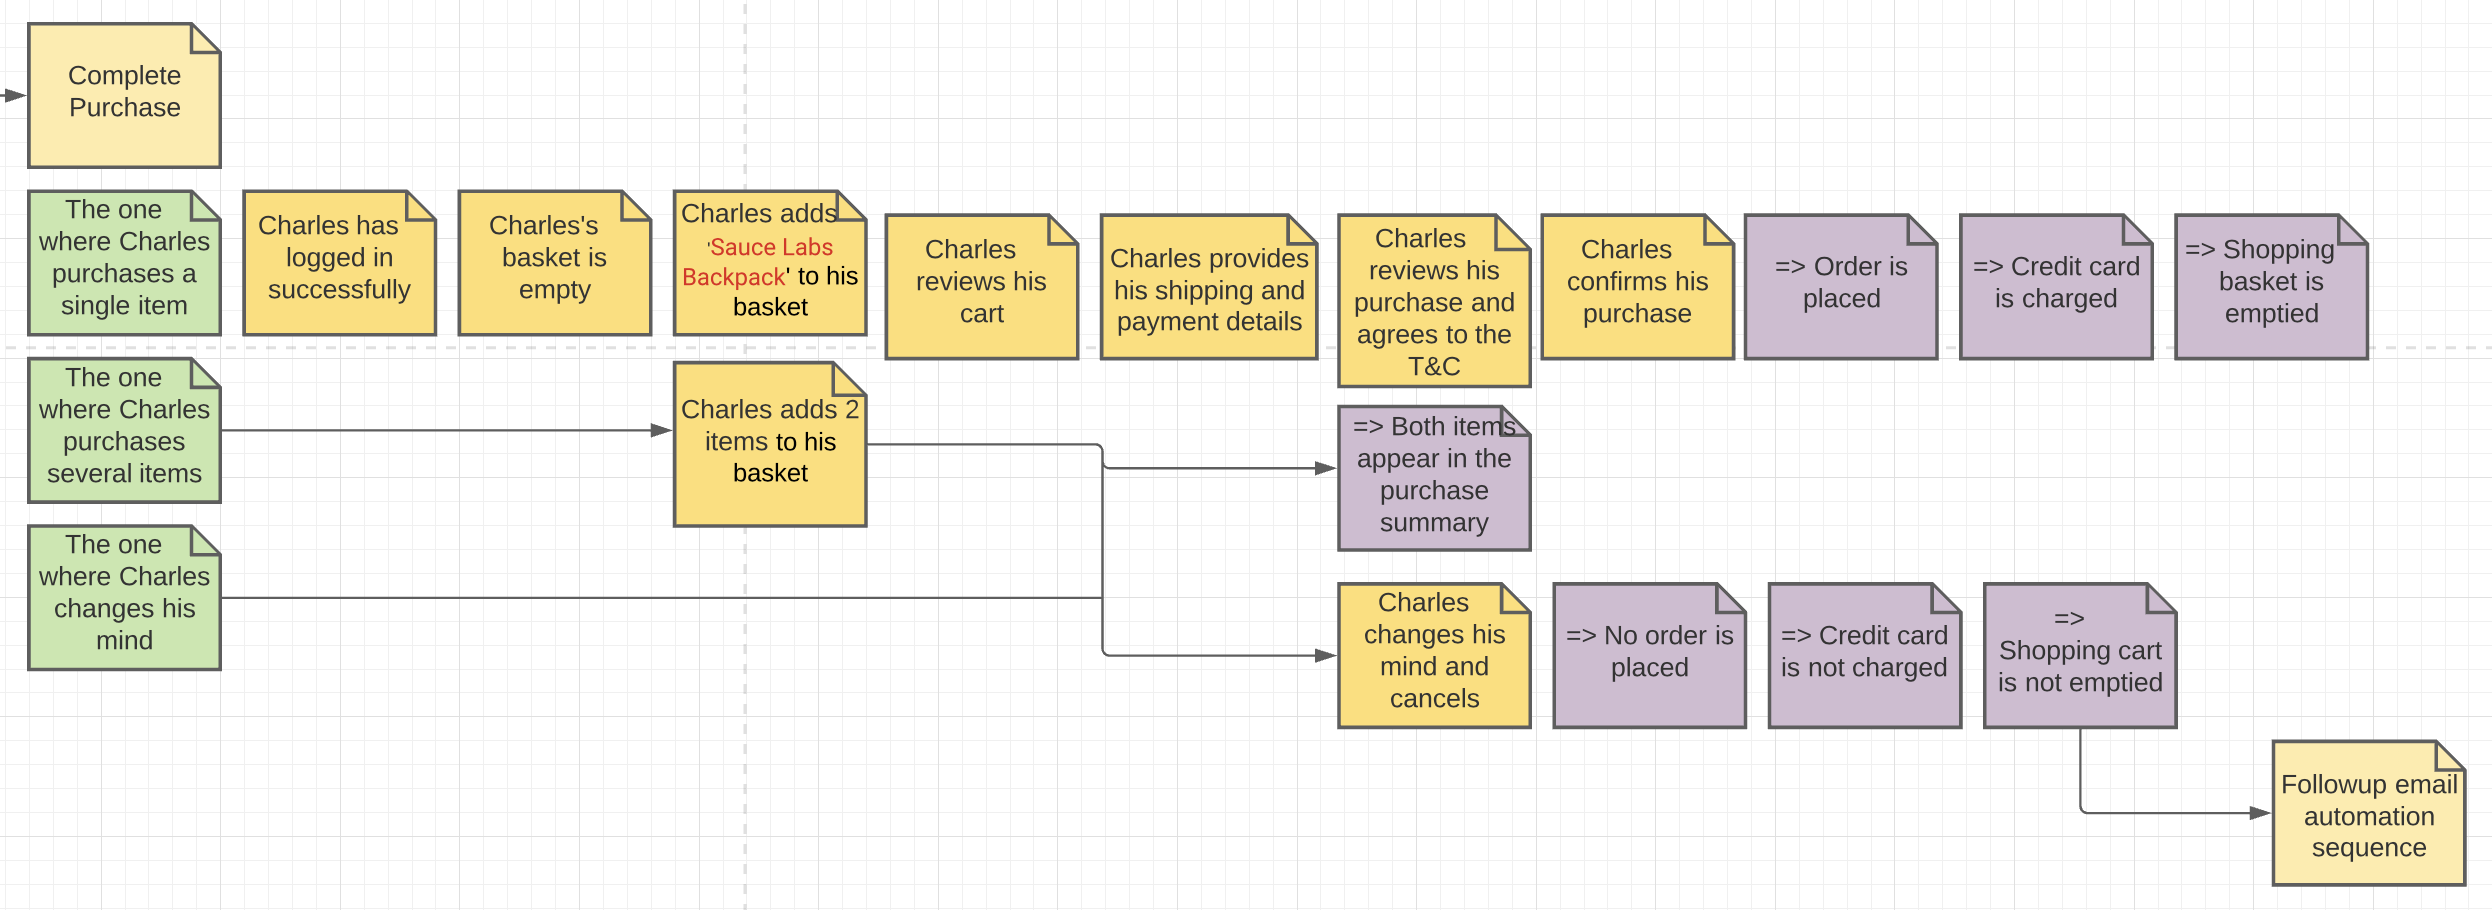 Complete
Purchase
The one
where Charles
purchases a
single item
Charles has
logged in
successfully
Charles's
basket is
empty
Charles adds
'Sauce Labs
Backpack' to his
basket
Charles
reviews his
cart
Charles provides
his shipping and
payment details
Charles
reviews his
purchase and
agrees to the
T&C
Charles
confirms his
purchase
=> Order is
placed
=> Credit card
is charged
=> Shopping
basket is
emptied
The one
where Charles
purchases
several items
Charles adds 2
items to his
basket
=> Both items
appear in the
purchase
summary
The one
where Charles
changes his
mind
Charles
changes his
mind and
cancels
=> No order is
placed
=> Credit card
is not charged
=>
Shopping cart
is not emptied
Followup email
automation
sequence